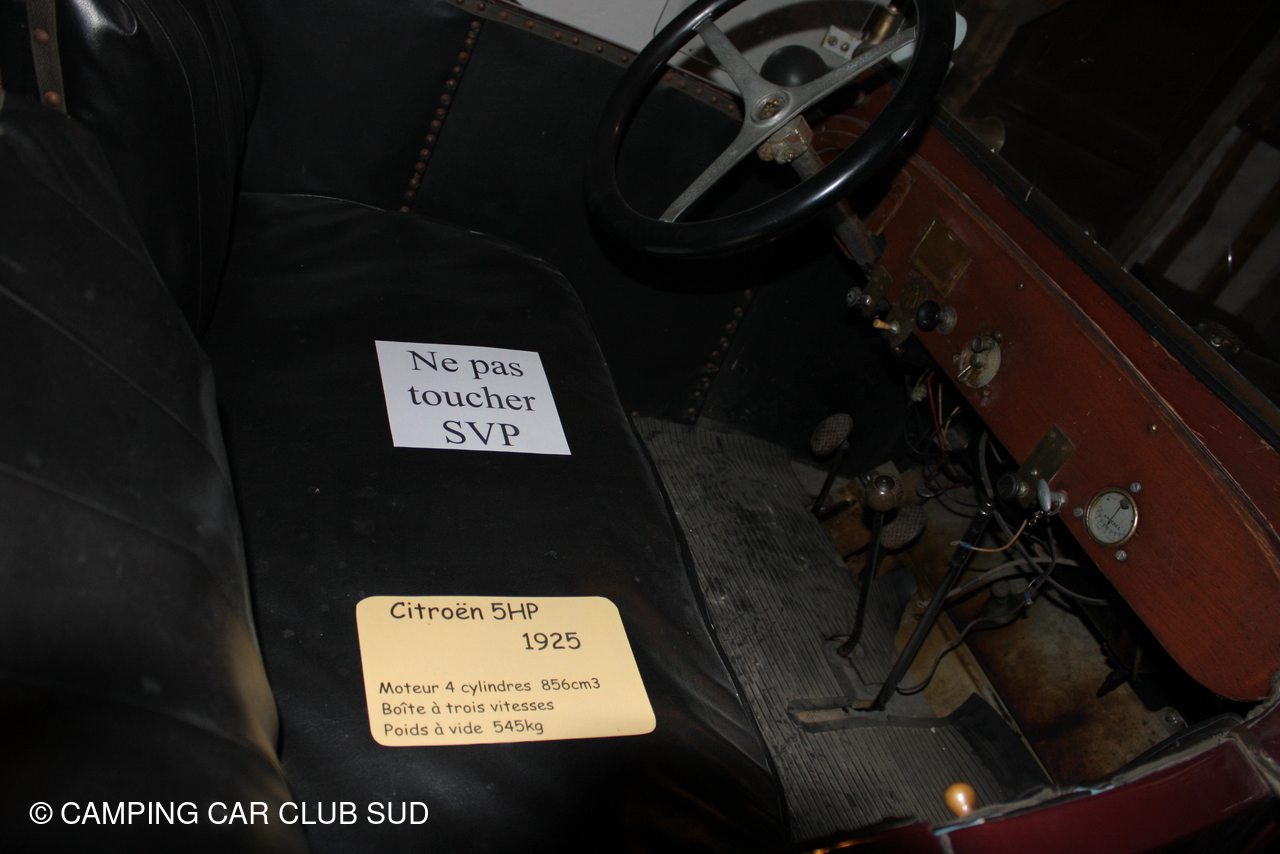 Ne pas
toucher
SVP
Citroën 5HP
1925
Moteur 4 cylindres 856cm3
Boîte à trois vitesses
Poids à vide 545kg
© CAMPING CAR CLUB SUD